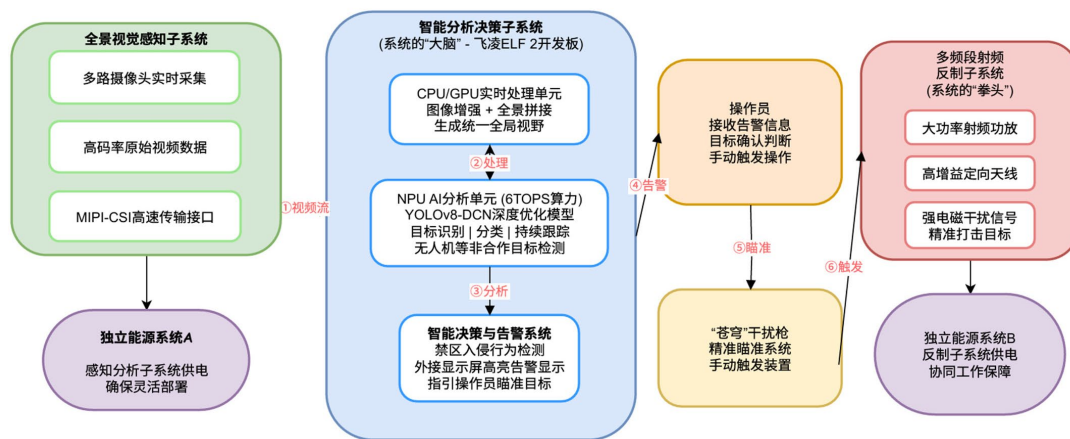 全景视觉感知子系统
多路摄像头实时采集
高码率原始视频数据
MIPI-CSI高速传输接口
独立能源系统A
感知分析子系统供电
确保灵活部署
①视频流
智能分析决策子系统
(系统的“大脑” - 飞凌ELF 2开发板)
CPU/GPU实时处理单元
图像增强 + 全景拼接
生成统一全局视野
②处理
NPU AI分析单元 (6TOPS算力)
YOLOv8-DCN深度优化模型
目标识别 | 分类 | 持续跟踪
无人机等非合作目标检测
③分析
智能决策与告警系统
禁区入侵行为检测
外接显示屏高亮告警显示
指引操作员瞄准目标
④告警
操作员
接收告警信息
目标确认判断
手动触发操作
⑤瞄准
“苍穹”干扰枪
精准瞄准系统
手动触发装置
⑥触发
多频段射频
反制子系统
(系统的“拳头”)
大功率射频功放
高增益定向天线
强电磁干扰信号
精准打击目标
独立能源系统B
反制子系统供电
协同工作保障